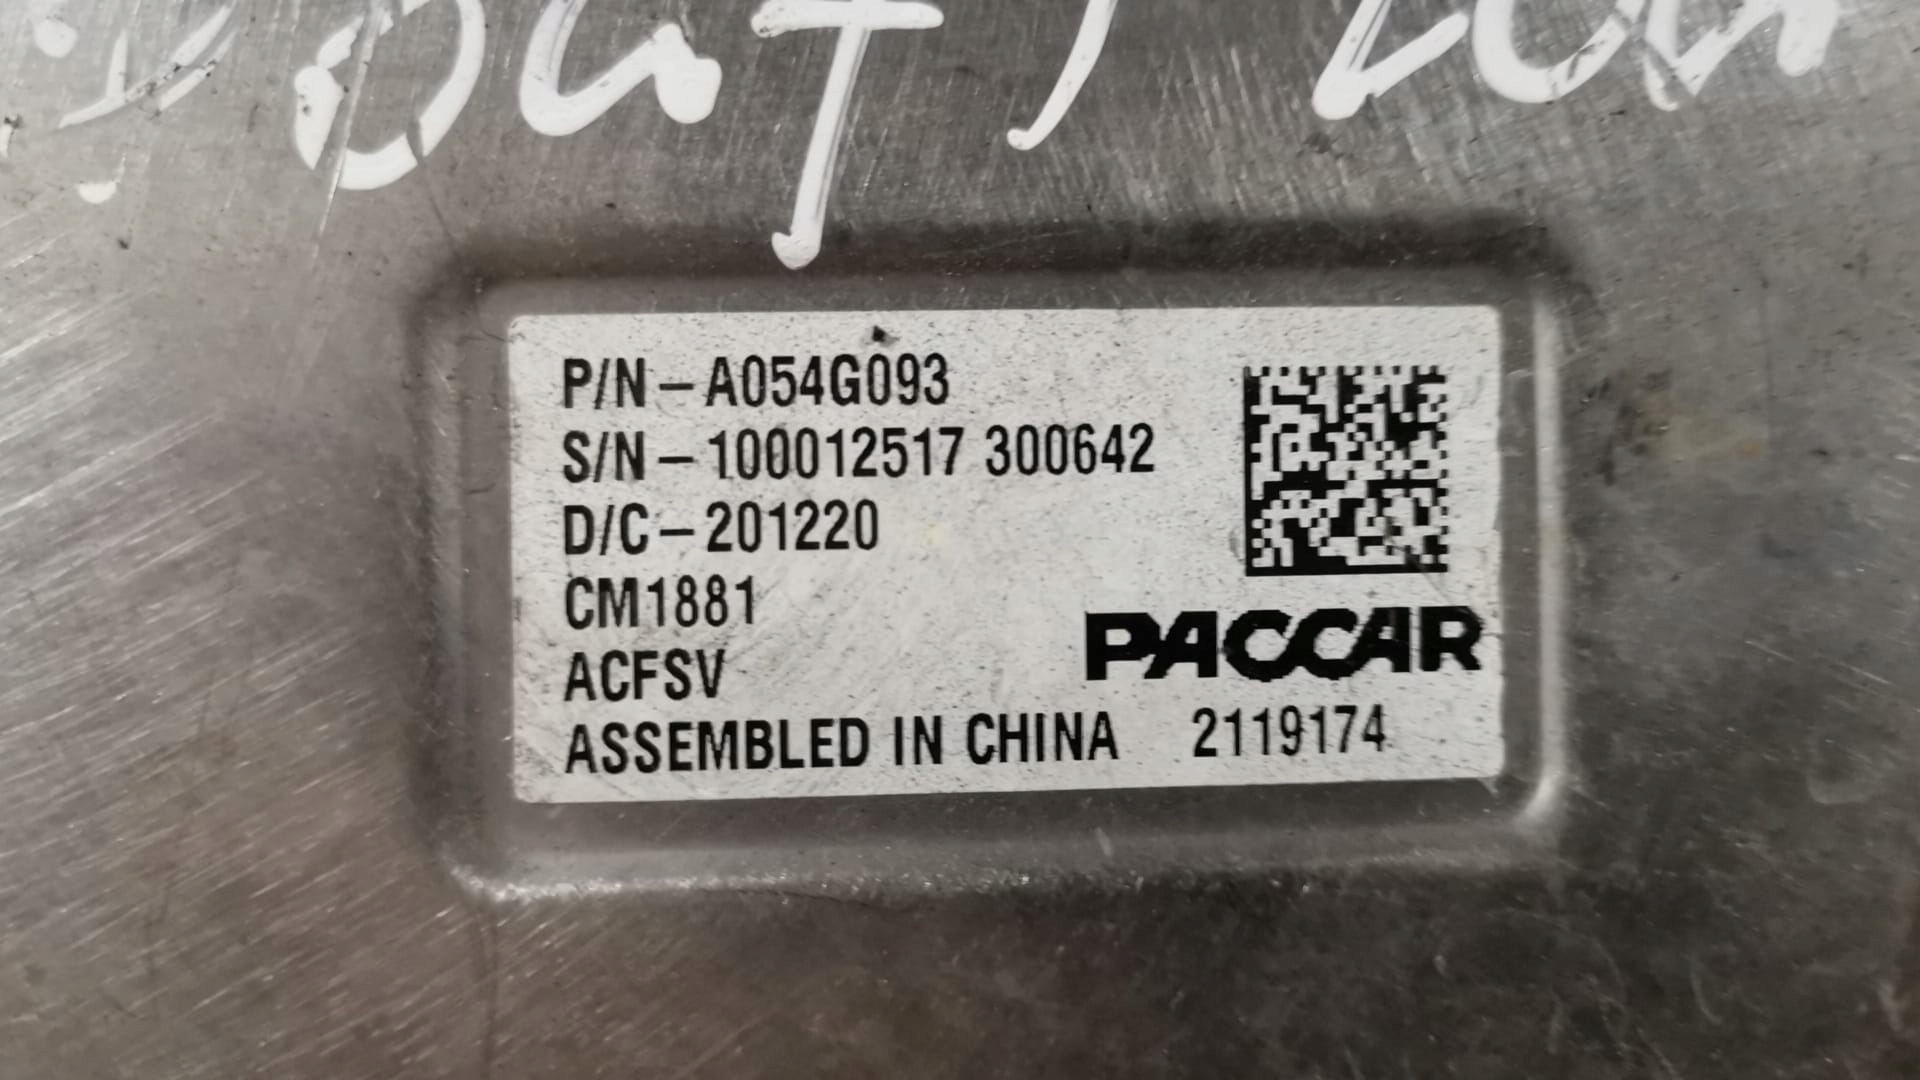 P/N – A054G093
S/N – 100012517 300642
D/C – 201220
CM1881
ACFSV
PACCAR
ASSEMBLED IN CHINA 2119174